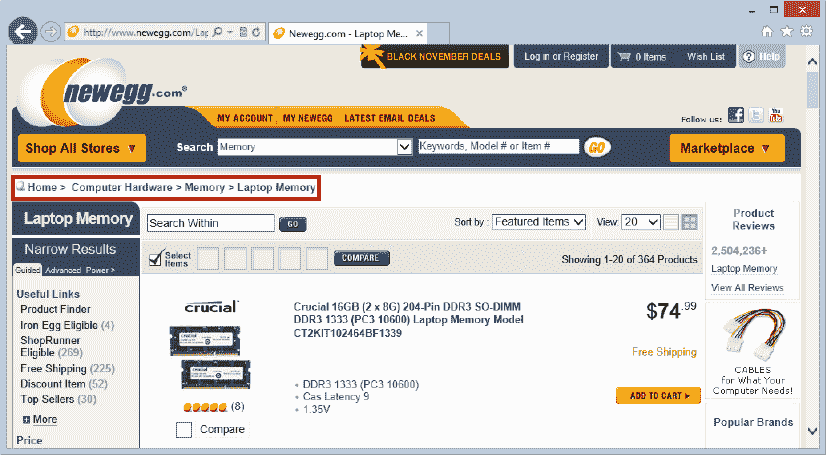 http://www.newegg.com/Lap
Newegg.com - Laptop Me...
BLACK NOVEMBER DEALS
Log in or Register
0 Items
Wish List
? Help
newegg.com®
MY ACCOUNT
MY NEWEGG
LATEST EMAIL DEALS
Follow us:
You Tube
Shop All Stores ▼
Search
Memory
Keywords, Model # or Item #
GO
Marketplace ▼
Home > Computer Hardware > Memory > Laptop Memory
Laptop Memory
Search Within
GO
Sort by : Featured Items
View: 20
Product Reviews
2,504,236+
Laptop Memory
View All Reviews
Narrow Results
Guided Advanced Power >
Select Items
COMPARE
Showing 1-20 of 364 Products
Useful Links
Product Finder
Iron Egg Eligible (4)
ShopRunner
Eligible (269)
Free Shipping (225)
Discount Item (52)
Top Sellers (30)
More
Price
crucial
(8)
Compare
Crucial 16GB (2 x 8G) 204-Pin DDR3 SO-DIMM
DDR3 1333 (PC3 10600) Laptop Memory Model
CT2KIT102464BF1339
• DDR3 1333 (PC3 10600)
• Cas Latency 9
• 1.35V
$74.99
Free Shipping
ADD TO CART ▸
CABLES
for What Your
Computer Needs!
Popular Brands